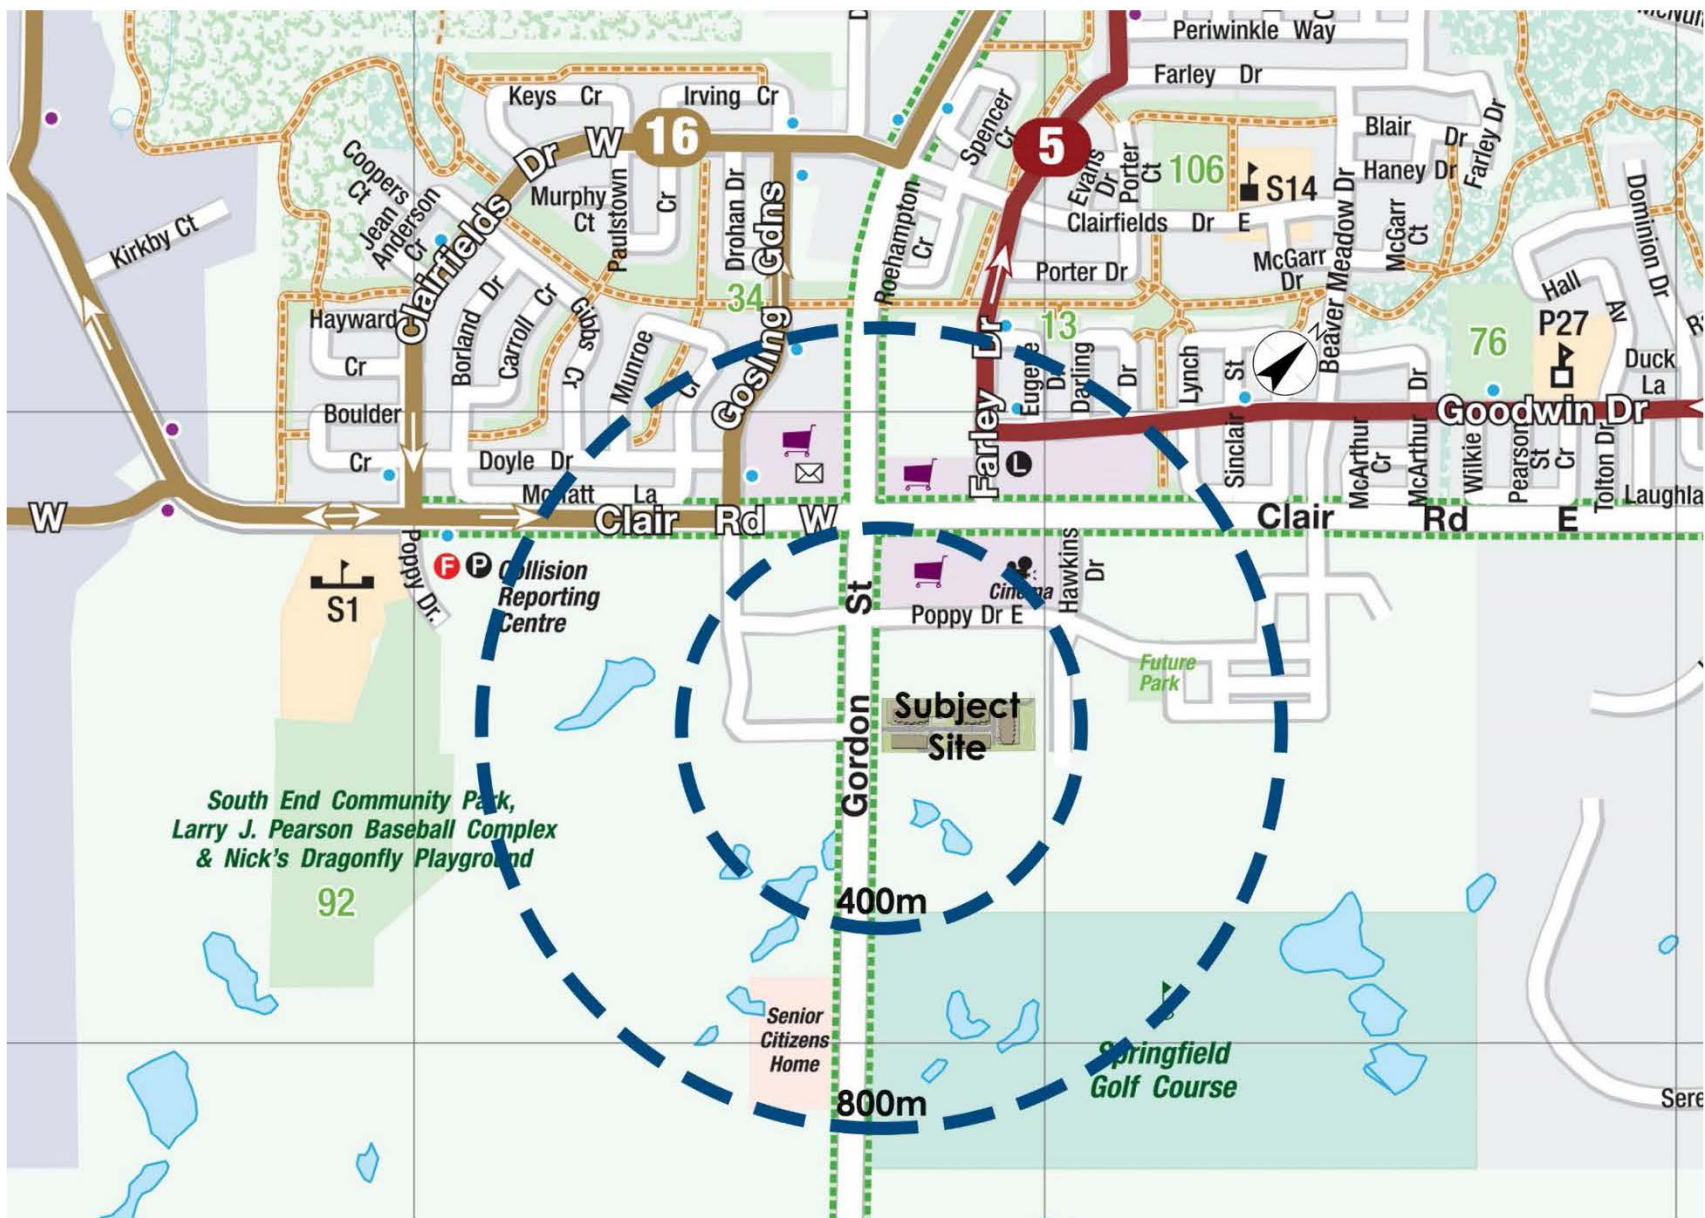 McNu
Periwinkle Way
Farley Dr
Keys Cr
Irving Cr
16
Clairfields Dr W
Coopers
Ct
Jean
Anderson
Cr
Murphy
Ct
Paulstown
Cr
Drohan Dr
Gosling Gdns
34
Kirkby Ct
Spencer
Cr
5
Evans
Dr
Porter
Ct
106
S14
Blair
Dr
Haney Dr
Farley Dr
Roehampton
Cr
Clairfields Dr E
McGarr
Dr
McGarr
Ct
Beaver Meadow Dr
Dominion Dr
Porter Dr
Hall
Av
P27
Duck
La
76
13
N
Hayward
Cr
Boulder
Cr
Borland Dr
Carroll Cr
Gibbs
Cr
Munroe
Cr
Farley Dr
Eugene
Dr
Darling
Dr
Lynch
St
Sinclair
Goodwin Dr
McArthur
Cr
McArthur
Dr
Wilkie
Pearson
St
Cr
Tolton Dr
Laughla
Doyle Dr
Moffatt La
L
W
Clair Rd W
Clair Rd E
Poppy Dr.
F P Collision
Reporting
Centre
S1
Cinema
Hawkins
Dr
Poppy Dr E
Gordon St
Future
Park
Subject
Site
South End Community Park,
Larry J. Pearson Baseball Complex
& Nick's Dragonfly Playground
92
400m
Senior
Citizens
Home
Springfield
Golf Course
800m
Sere